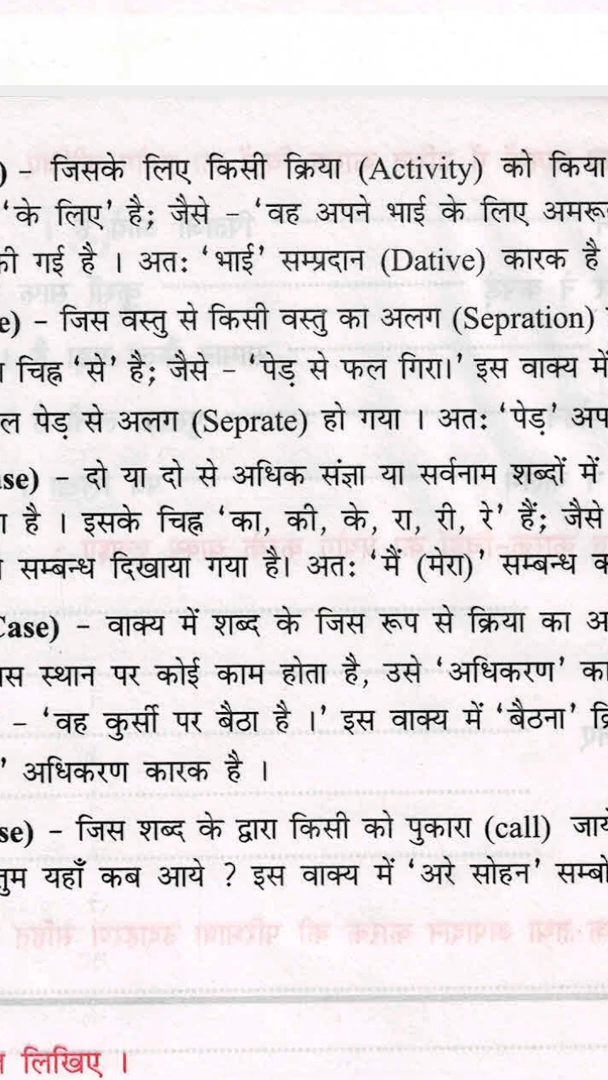 ) – जिसके लिए किसी क्रिया (Activity) को किया
‘के लिए’ है; जैसे – ‘वह अपने भाई के लिए अमरू
की गई है । अतः ‘भाई’ सम्प्रदान (Dative) कारक है
e) – जिस वस्तु से किसी वस्तु का अलग (Sepration)
चिह्न ‘से’ है; जैसे – ‘पेड़ से फल गिरा।’ इस वाक्य में
ल पेड़ से अलग (Seprate) हो गया । अतः ‘पेड़’ अप
se) – दो या दो से अधिक संज्ञा या सर्वनाम शब्दों में
है । इसके चिह्न ‘का, की, के, रा, री, रे’ हैं; जैसे
सम्बन्ध दिखाया गया है। अतः ‘मैं (मेरा)’ सम्बन्ध क
Case) – वाक्य में शब्द के जिस रूप से क्रिया का अ
स स्थान पर कोई काम होता है, उसे ‘अधिकरण’ का
– ‘वह कुर्सी पर बैठा है ।’ इस वाक्य में ‘बैठना’ क्रि
’ अधिकरण कारक है ।
se) – जिस शब्द के द्वारा किसी को पुकारा (call) जाये
तुम यहाँ कब आये ? इस वाक्य में ‘अरे सोहन’ सम्बो
लिखिए ।